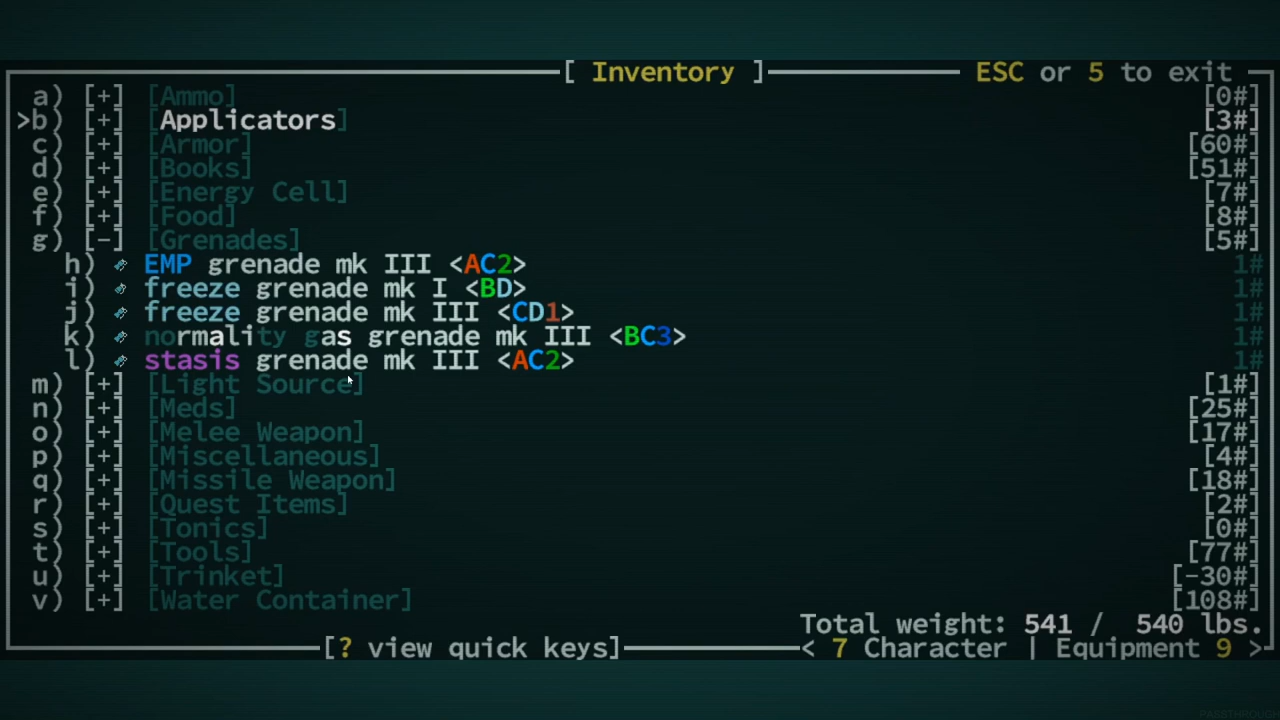 [ Inventory ] ESC or 5 to exit
a) [+] [Ammo] [0#]
>b) [+] [Applicators] [3#]
c) [+] [Armor] [60#]
d) [+] [Books] [51#]
e) [+] [Energy Cell] [7#]
f) [+] [Food] [8#]
g) [-] [Grenades] [5#]
h) EMP grenade mk III <AC2> 1#
i) freeze grenade mk I <BD> 1#
j) freeze grenade mk III <CD1> 1#
k) normality gas grenade mk III <BC3> 1#
l) stasis grenade mk III <AC2> 1#
m) [+] [Light Source] [1#]
n) [+] [Meds] [25#]
o) [+] [Melee Weapon] [17#]
p) [+] [Miscellaneous] [4#]
q) [+] [Missile Weapon] [18#]
r) [+] [Quest Items] [2#]
s) [+] [Tonics] [0#]
t) [+] [Tools] [77#]
u) [+] [Trinket] [-30#]
v) [+] [Water Container] [108#]
Total weight: 541 / 540 lbs.
[? view quick keys] < 7 Character | Equipment 9 >